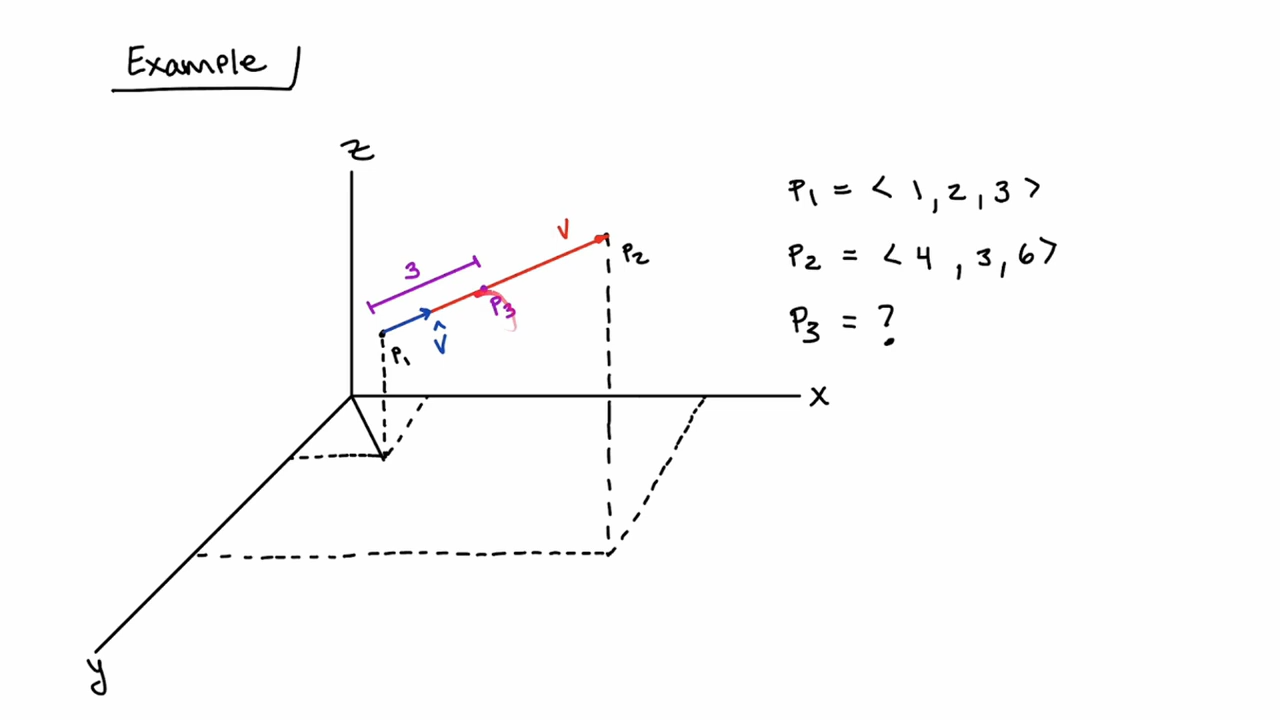 Example
z
P1 = < 1, 2, 3 >
v
P2
P2 = < 4, 3, 6 >
3
P3
P3 = ?
v̂
P1
x
y